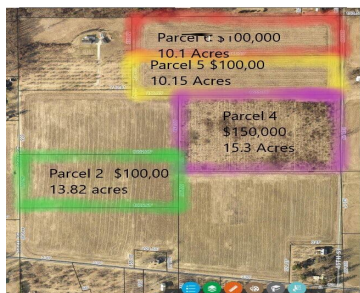 Parcel 6 $100,000
10.1 Acres
Parcel 5 $100,00
10.15 Acres
Parcel 4
$150,000
15.3 Acres
Parcel 2 $100,00
13.82 acres